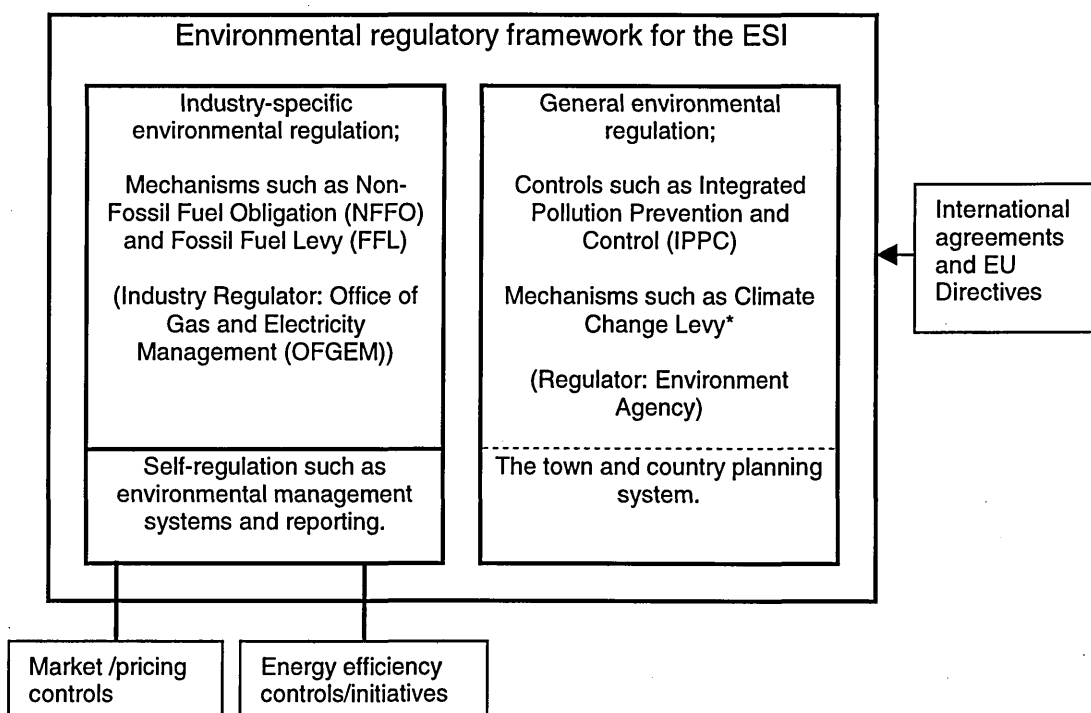 Environmental regulatory framework for the ESI
Industry-specific
environmental regulation;
Mechanisms such as Non-
Fossil Fuel Obligation (NFFO)
and Fossil Fuel Levy (FFL)
(Industry Regulator: Office of
Gas and Electricity
Management (OFGEM))
Self-regulation such as
environmental management
systems and reporting.
General environmental
regulation;
Controls such as Integrated
Pollution Prevention and
Control (IPPC)
Mechanisms such as Climate
Change Levy*
(Regulator: Environment
Agency)
The town and country planning
system.
International
agreements
and EU
Directives
Market /pricing
controls
Energy efficiency
controls/initiatives